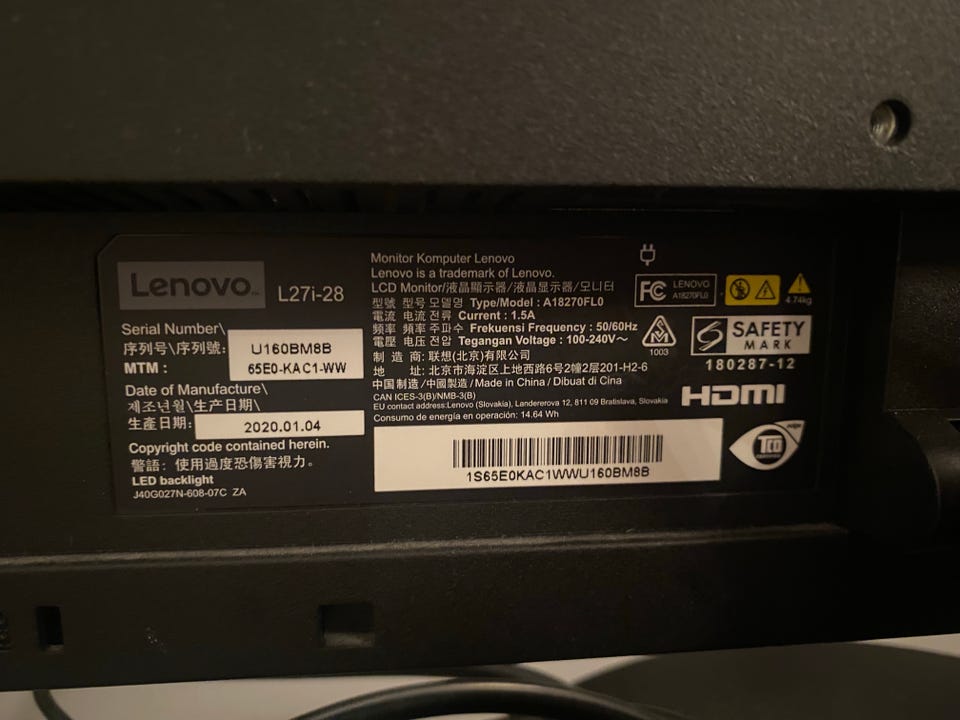 Lenovo
L27i-28
Serial Number\
序列号\序列號:
MTM :
U160BM8B
65E0-KAC1-WW
Date of Manufacture\
제조년월\生产日期\
生產日期:
2020.01.04
Copyright code contained herein.
警語:使用過度恐傷害視力。
LED backlight
J40G027N-608-07C ZA
Monitor Komputer Lenovo
Lenovo is a trademark of Lenovo.
LCD Monitor/液晶顯示器/液晶显示器/모니터
型號 型号 모델명 Type/Model : A18270FL0
電流 电流 전류 Current : 1.5A
頻率 频率 주파수 Frekuensi Frequency : 50/60Hz
電壓 电压 전압 Tegangan Voltage : 100-240V～
制 造 商: 联想(北京)有限公司
地 址: 北京市海淀区上地西路6号2幢2层201-H2-6
中国制造/中國製造/Made in China / Dibuat di Cina
CAN ICES-3(B)/NMB-3(B)
EU contact address:Lenovo (Slovakia), Landererova 12, 811 09 Bratislava, Slovakia
Consumo de energía en operación: 14.64 Wh
1S65E0KAC1WWU160BM8B
FC LENOVO
A18270FL0
4.74kg
1003
S SAFETY
MARK
180287-12
HDMI
TCO
CERTIFIED
edge